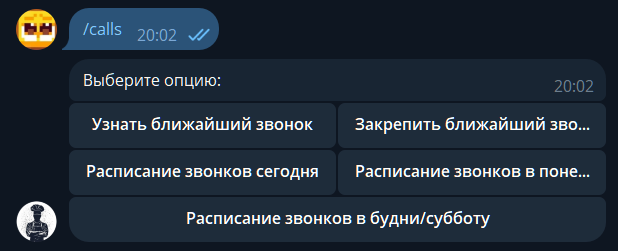 /calls 20:02
Выберите опцию:
20:02
Узнать ближайший звонок
Закрепить ближайший зво...
Расписание звонков сегодня
Расписание звонков в поне...
Расписание звонков в будни/субботу